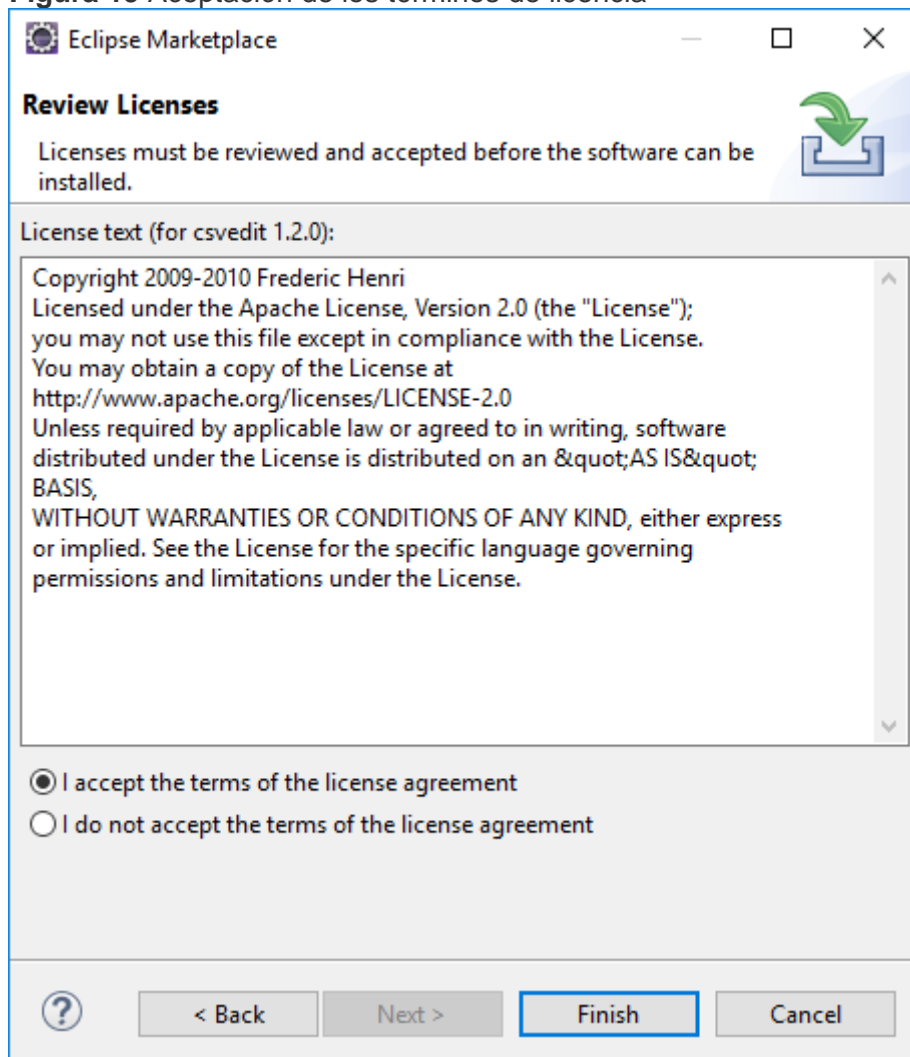 Eclipse Marketplace
Review Licenses
Licenses must be reviewed and accepted before the software can be
installed.
License text (for csvedit 1.2.0):
Copyright 2009-2010 Frederic Henri
Licensed under the Apache License, Version 2.0 (the "License");
you may not use this file except in compliance with the License.
You may obtain a copy of the License at
http://www.apache.org/licenses/LICENSE-2.0
Unless required by applicable law or agreed to in writing, software
distributed under the License is distributed on an &quot;AS IS&quot;
BASIS,
WITHOUT WARRANTIES OR CONDITIONS OF ANY KIND, either express
or implied. See the License for the specific language governing
permissions and limitations under the License.
I accept the terms of the license agreement
I do not accept the terms of the license agreement
? < Back Next > Finish Cancel